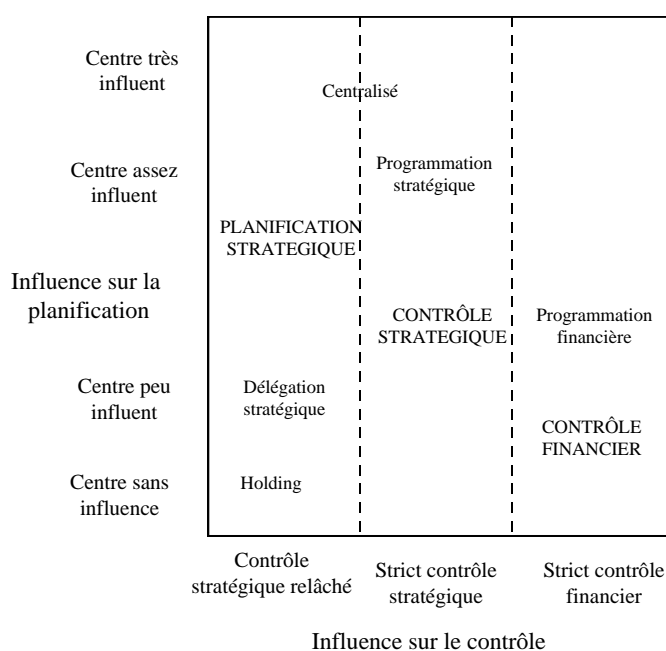 Centre très
influent
Centralisé
Centre assez
influent
Programmation
stratégique
PLANIFICATION
STRATEGIQUE
Influence sur la
planification
CONTRÔLE
STRATEGIQUE
Programmation
financière
Centre peu
influent
Délégation
stratégique
CONTRÔLE
FINANCIER
Centre sans
influence
Holding
Contrôle
stratégique relâché
Strict contrôle
stratégique
Strict contrôle
financier
Influence sur le contrôle